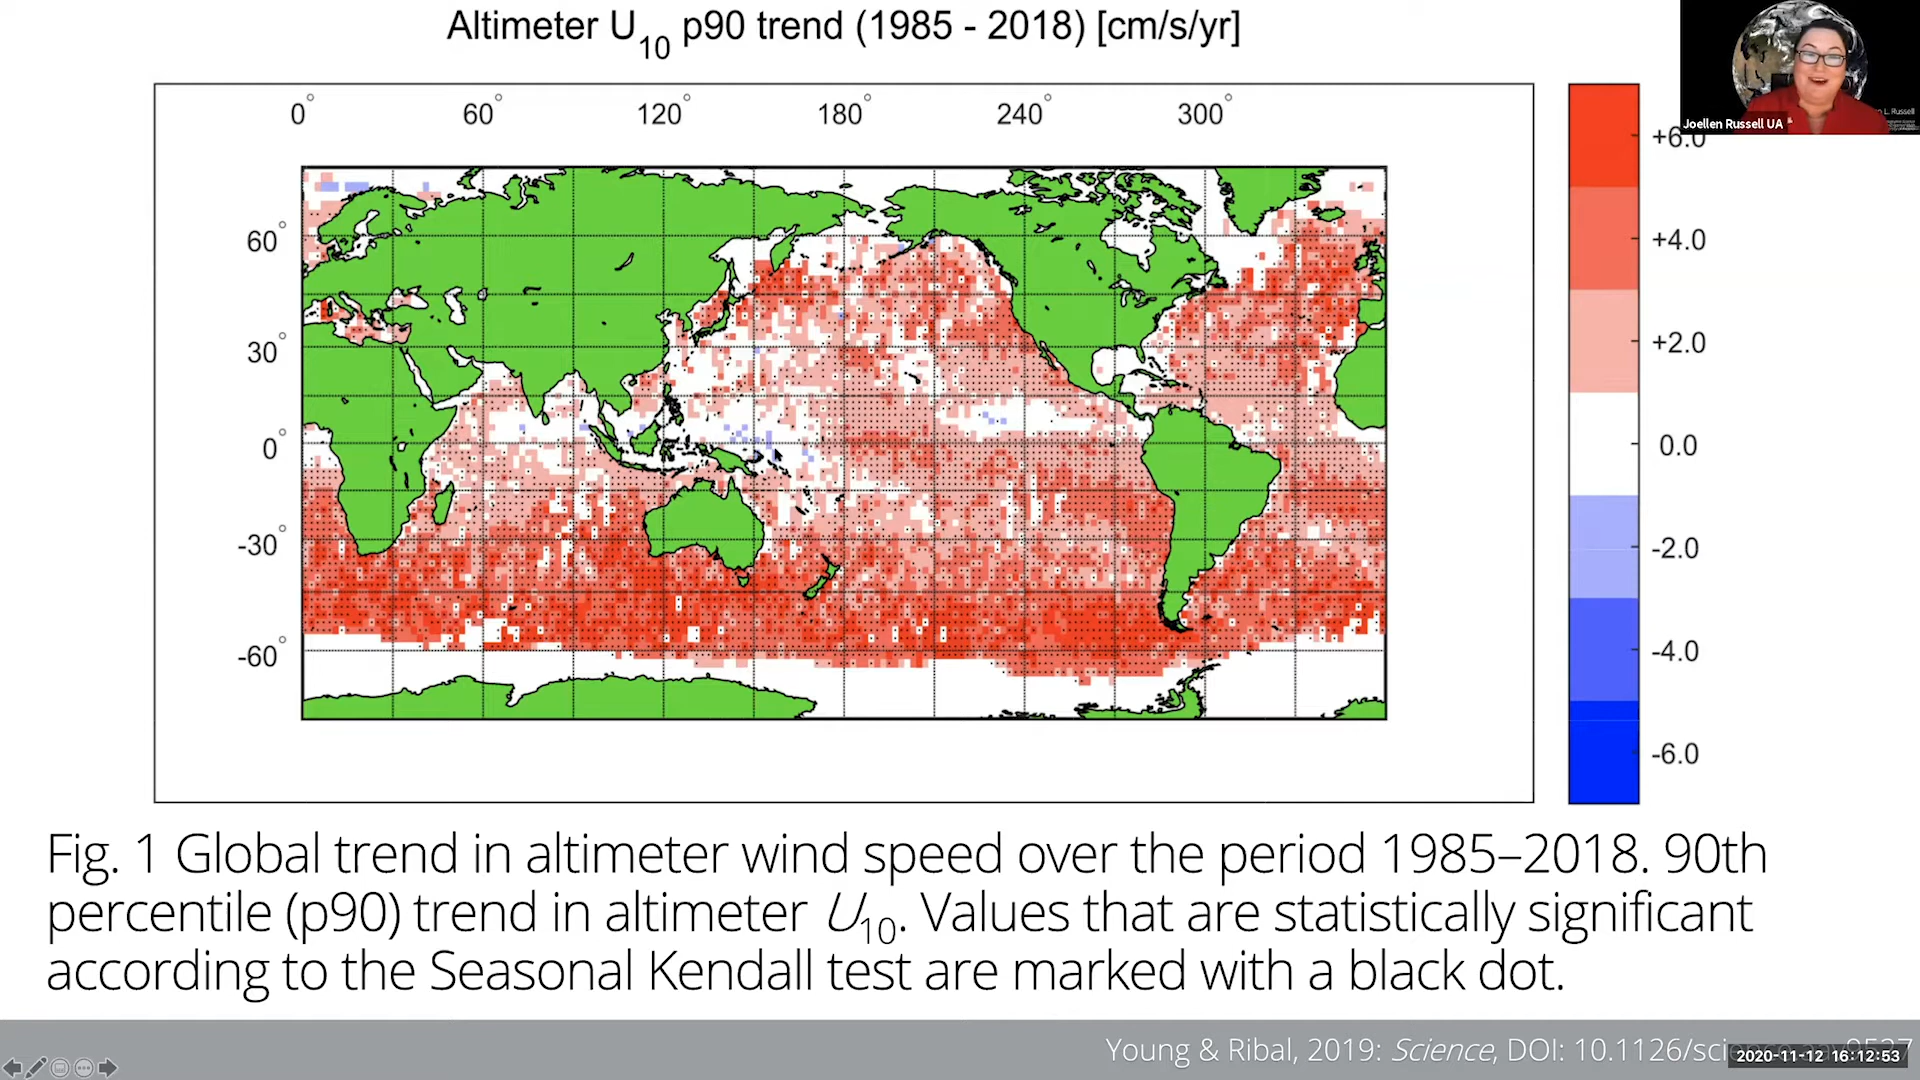 Altimeter U10 p90 trend (1985 - 2018) [cm/s/yr]
0° 60° 120° 180° 240° 300°
60°
30°
0°
-30°
-60°
+6.0
+4.0
+2.0
0.0
-2.0
-4.0
-6.0
L. Russell
Joellen Russell UA
Fig. 1 Global trend in altimeter wind speed over the period 1985–2018. 90th
percentile (p90) trend in altimeter U10. Values that are statistically significant
according to the Seasonal Kendall test are marked with a black dot.
Young & Ribal, 2019: Science, DOI: 10.1126/sci
2020-11-12 16:12:53